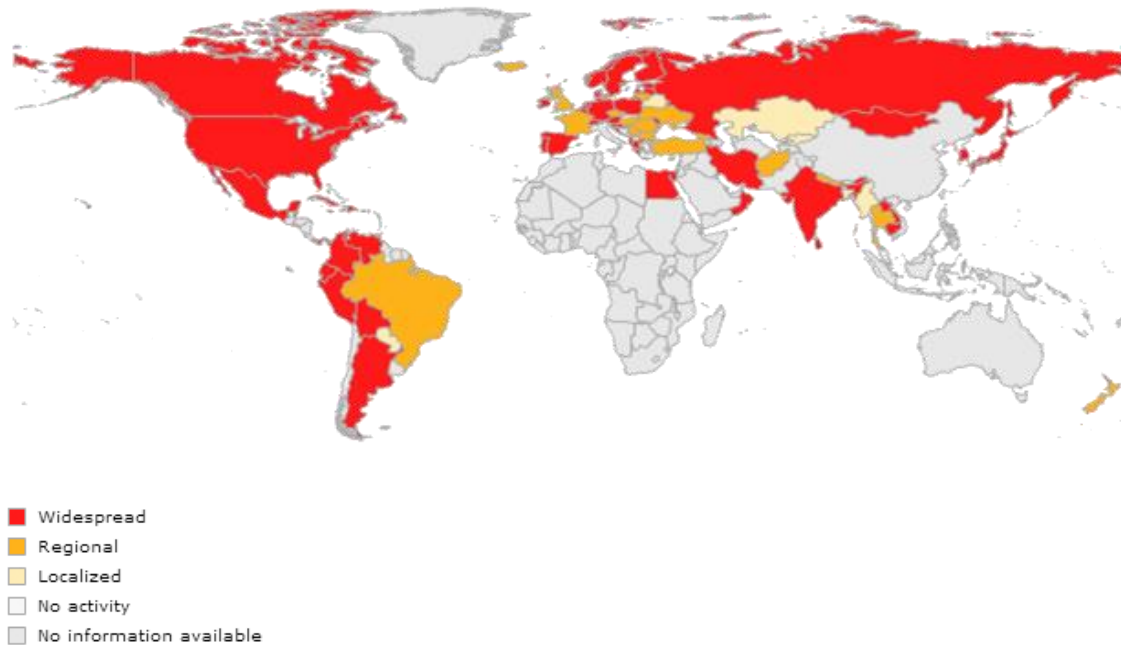 Widespread
Regional
Localized
No activity
No information available